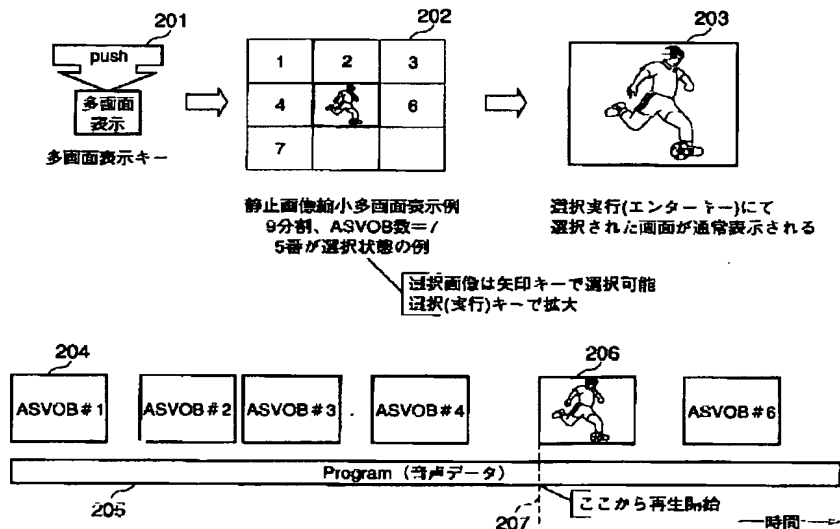 201
push
多画面
表示
多画面表示キー
202
1 2 3
4 6
7
静止画像縮小多画面表示例
9分割、ASVOB数=7
5番が選択状態の例
選択画像は矢印キーで選択可能
選択(実行)キーで拡大
203
選択実行(エンターキー)にて
選択された画面が通常表示される
204
206
ASVOB#1 ASVOB#2 ASVOB#3 ASVOB#4 ASVOB#6
Program (音声データ)
205
207
ここから再生開始
時間